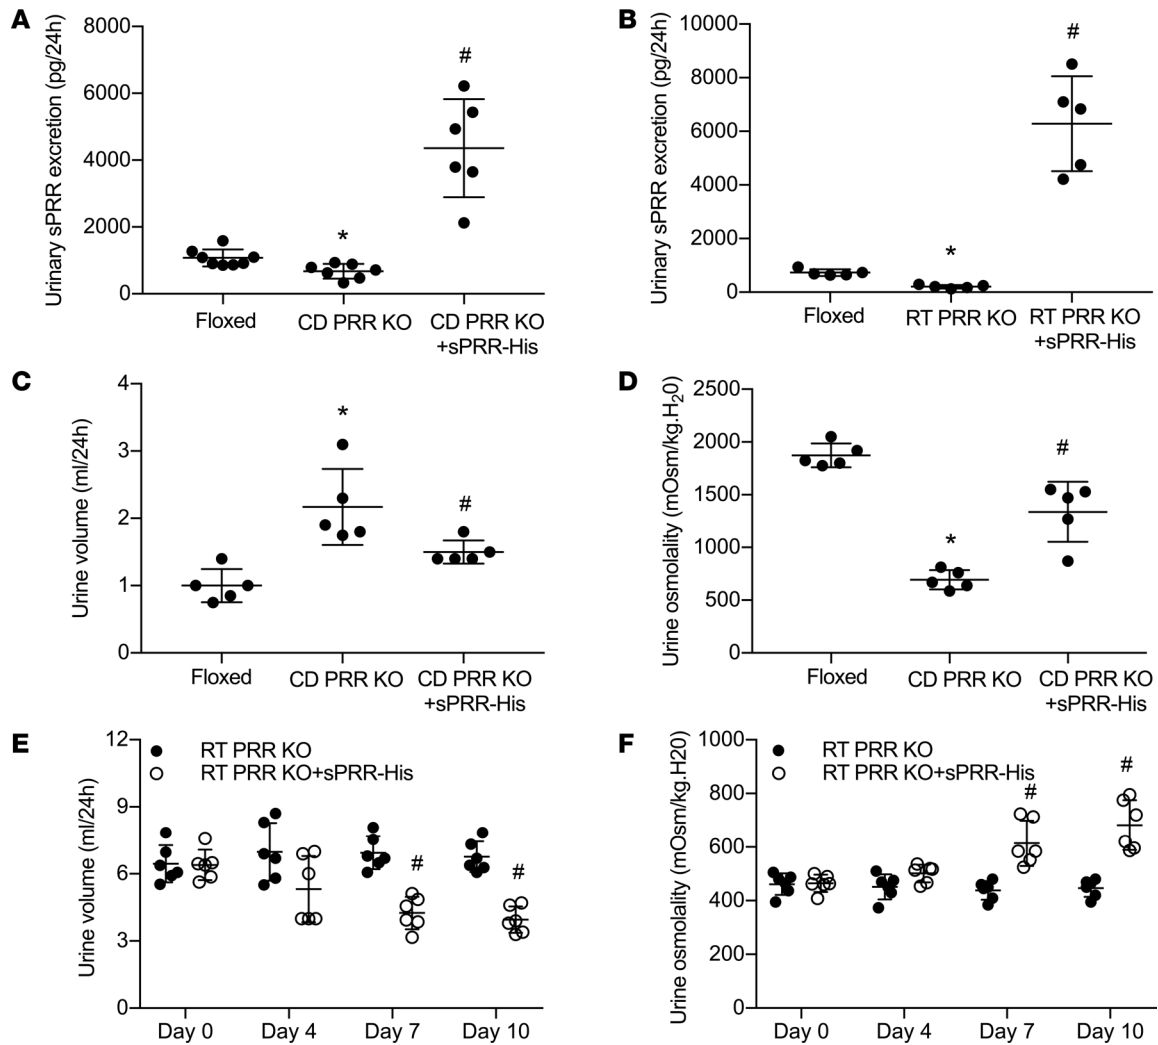 A
Urinary sPRR excretion (pg/24h)
8000
6000
4000
2000
0
*
#
Floxed
CD PRR KO
CD PRR KO
+sPRR-His
B
Urinary sPRR excretion (pg/24h)
10000
8000
6000
4000
2000
0
*
#
Floxed
RT PRR KO
RT PRR KO
+sPRR-His
C
Urine volume (ml/24h)
4
3
2
1
0
*
#
Floxed
CD PRR KO
CD PRR KO
+sPRR-His
D
Urine osmolality (mOsm/kg.H₂0)
2500
2000
1500
1000
500
0
*
#
Floxed
CD PRR KO
CD PRR KO
+sPRR-His
E
Urine volume (ml/24h)
12
9
6
3
0
RT PRR KO
RT PRR KO+sPRR-His
#
#
Day 0
Day 4
Day 7
Day 10
F
Urine osmolality (mOsm/kg.H20)
1000
800
600
400
200
0
RT PRR KO
RT PRR KO+sPRR-His
#
#
Day 0
Day 4
Day 7
Day 10